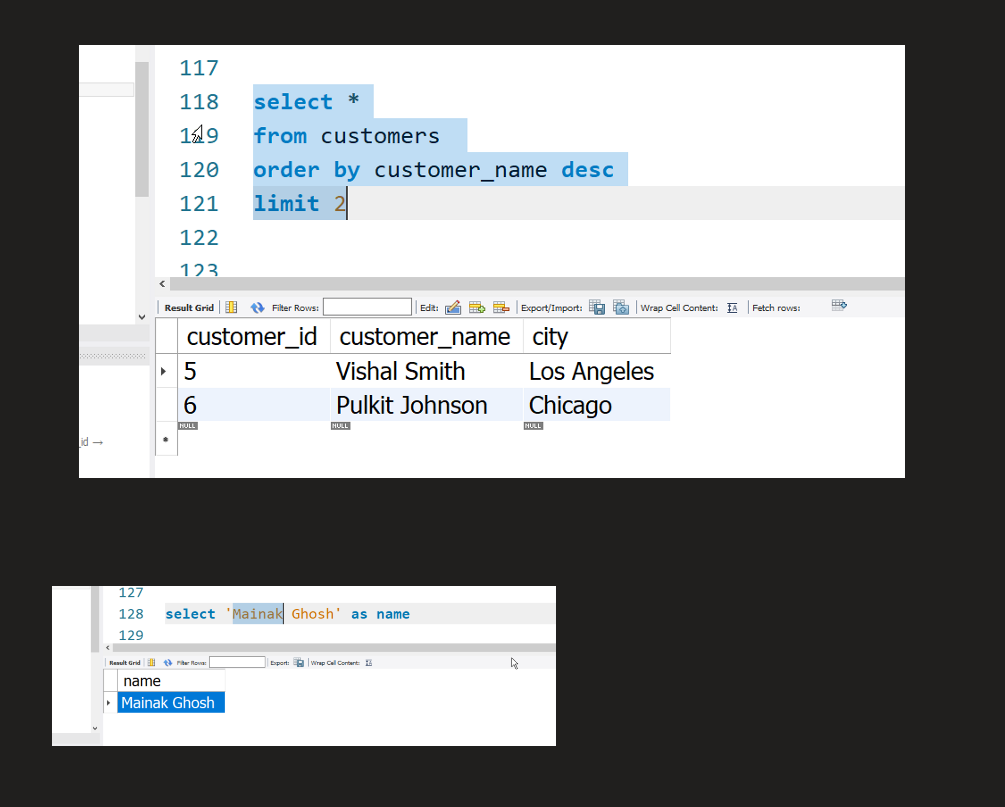 117
118 select *
119 from customers
120 order by customer_name desc
121 limit 2
122
123
Result Grid Filter Rows: Edit: Export/Import: Wrap Cell Content: Fetch rows:
customer_id customer_name city
5 Vishal Smith Los Angeles
6 Pulkit Johnson Chicago
NULL NULL NULL
_id →
127
128 select 'Mainak Ghosh' as name
129
Result Grid Filter Rows: Export: Wrap Cell Content:
name
Mainak Ghosh